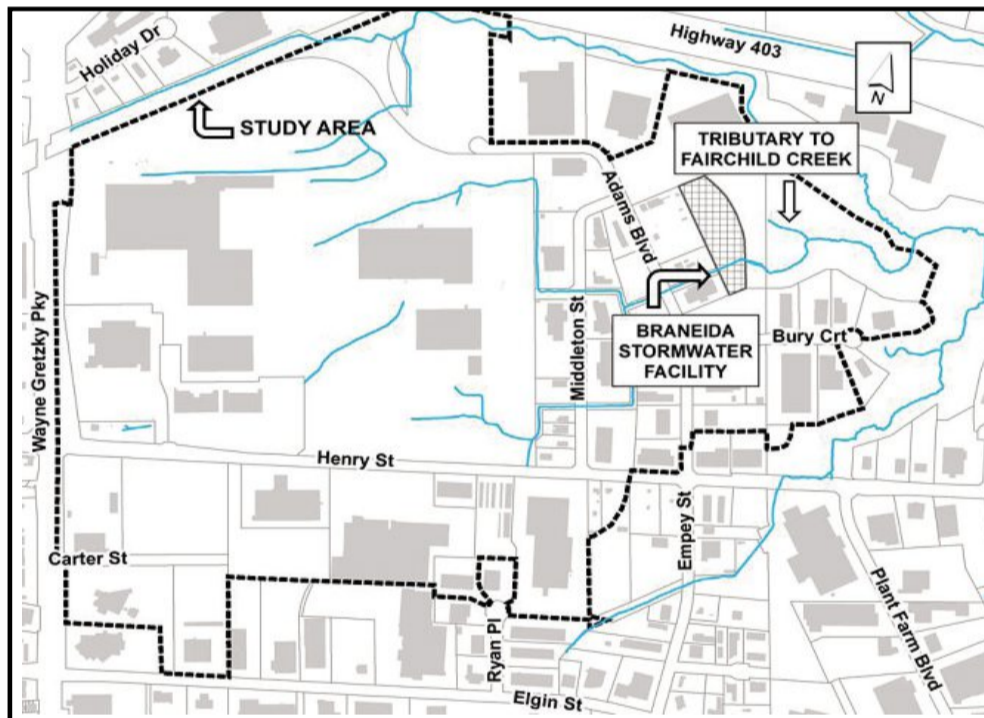 Holiday Dr
Highway 403
N
STUDY AREA
TRIBUTARY TO
FAIRCHILD CREEK
Adams Blvd
Wayne Gretzky Pky
Middleton St
BRANEIDA
STORMWATER
FACILITY
Bury Crt
Henry St
Empey St
Carter St
Plant Farm Blvd
Ryan Pl
Elgin St